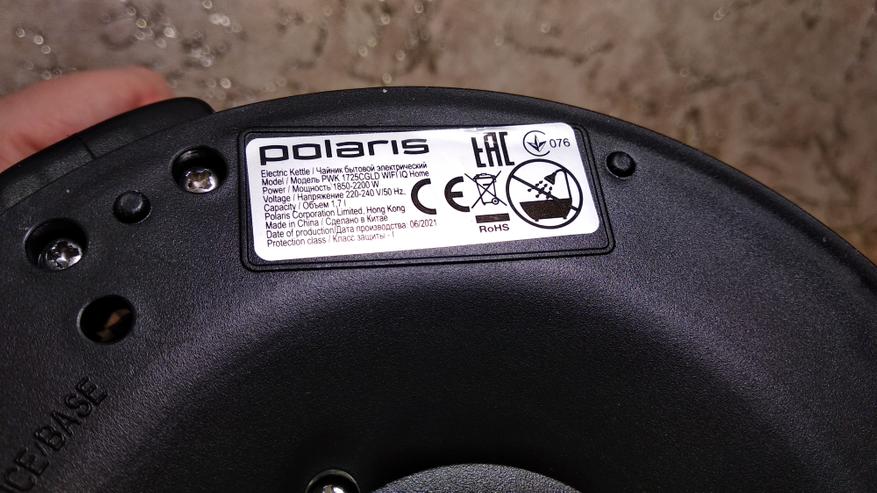 polaris
Electric Kettle / Чайник бытовой электрический
Model / Модель PWK 1725CGLD WIFI IQ Home
Power / Мощность 1850-2200 W
Voltage / Напряжение 220-240 V/50 Hz,
Capacity / Объем 1,7 l
Polaris Corporation Limited, Hong Kong
Made in China / Сделано в Китае
Date of production/Дата производства: 06/2021
Protection class / Класс защиты - I
EAC
076
CE
RoHS
CE/BASE